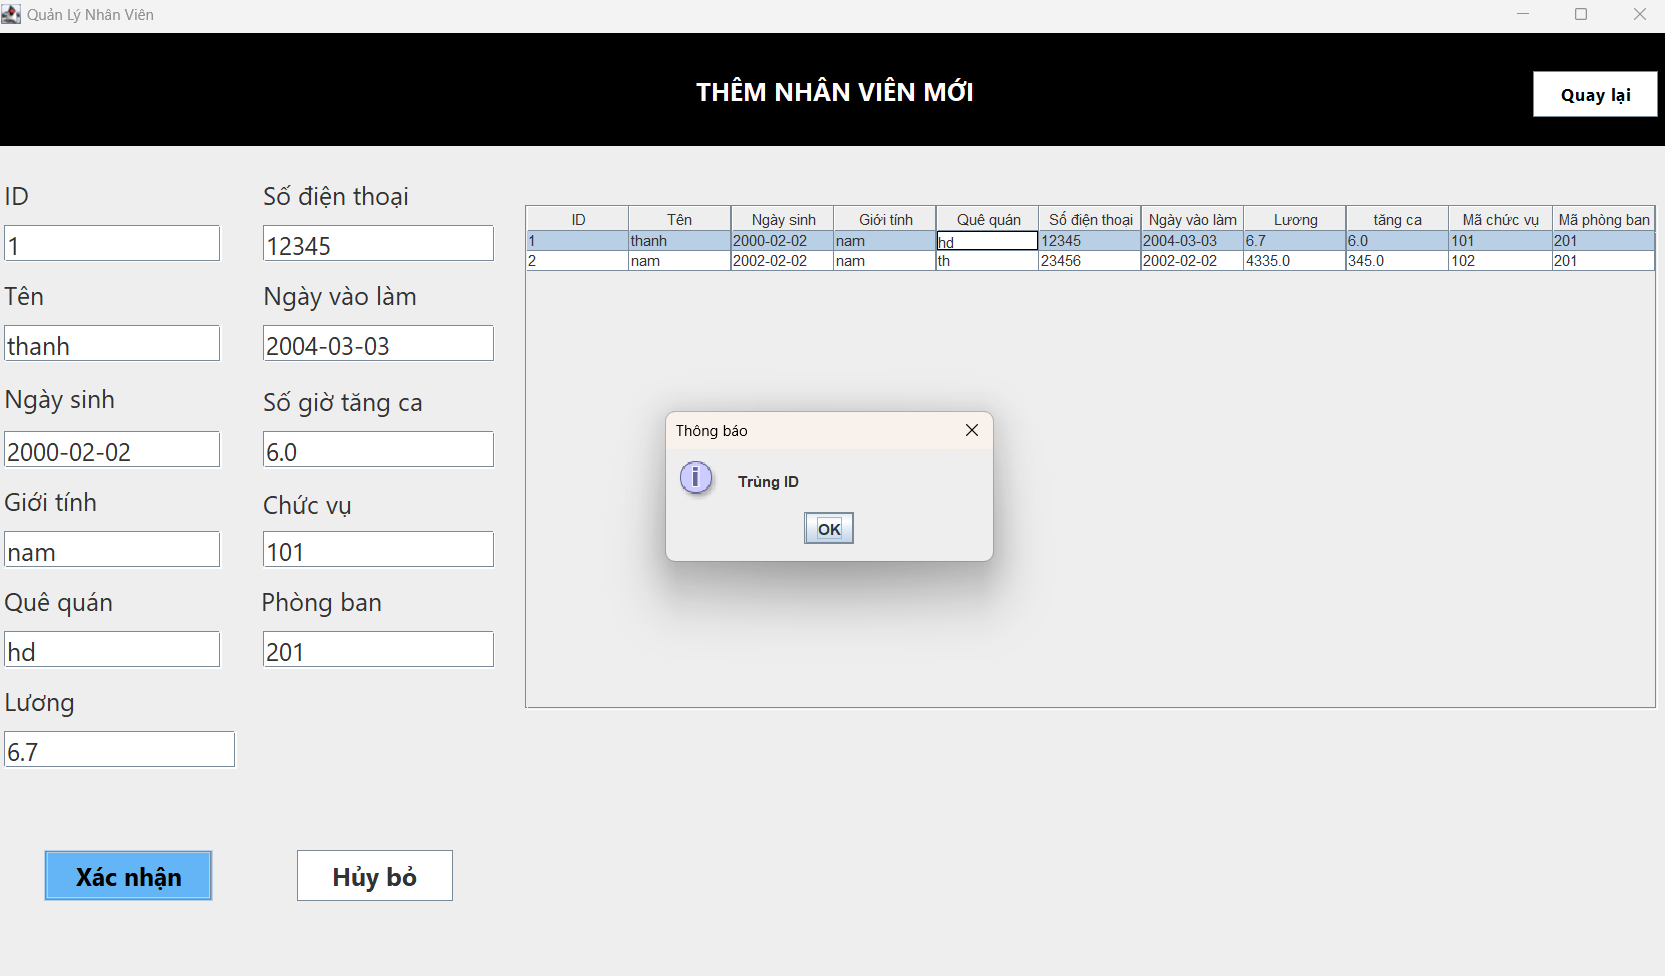 Quản Lý Nhân Viên
THÊM NHÂN VIÊN MỚI
Quay lại
ID
1
Tên
thanh
Ngày sinh
2000-02-02
Giới tính
nam
Quê quán
hd
Lương
6.7
Số điện thoại
12345
Ngày vào làm
2004-03-03
Số giờ tăng ca
6.0
Chức vụ
101
Phòng ban
201
Xác nhận
Hủy bỏ
ID Tên Ngày sinh Giới tính Quê quán Số điện thoại Ngày vào làm Lương tăng ca Mã chức vụ Mã phòng ban
1 thanh 2000-02-02 nam hd 12345 2004-03-03 6.7 6.0 101 201
2 nam 2002-02-02 nam th 23456 2002-02-02 4335.0 345.0 102 201
Thông báo
Trùng ID
OK